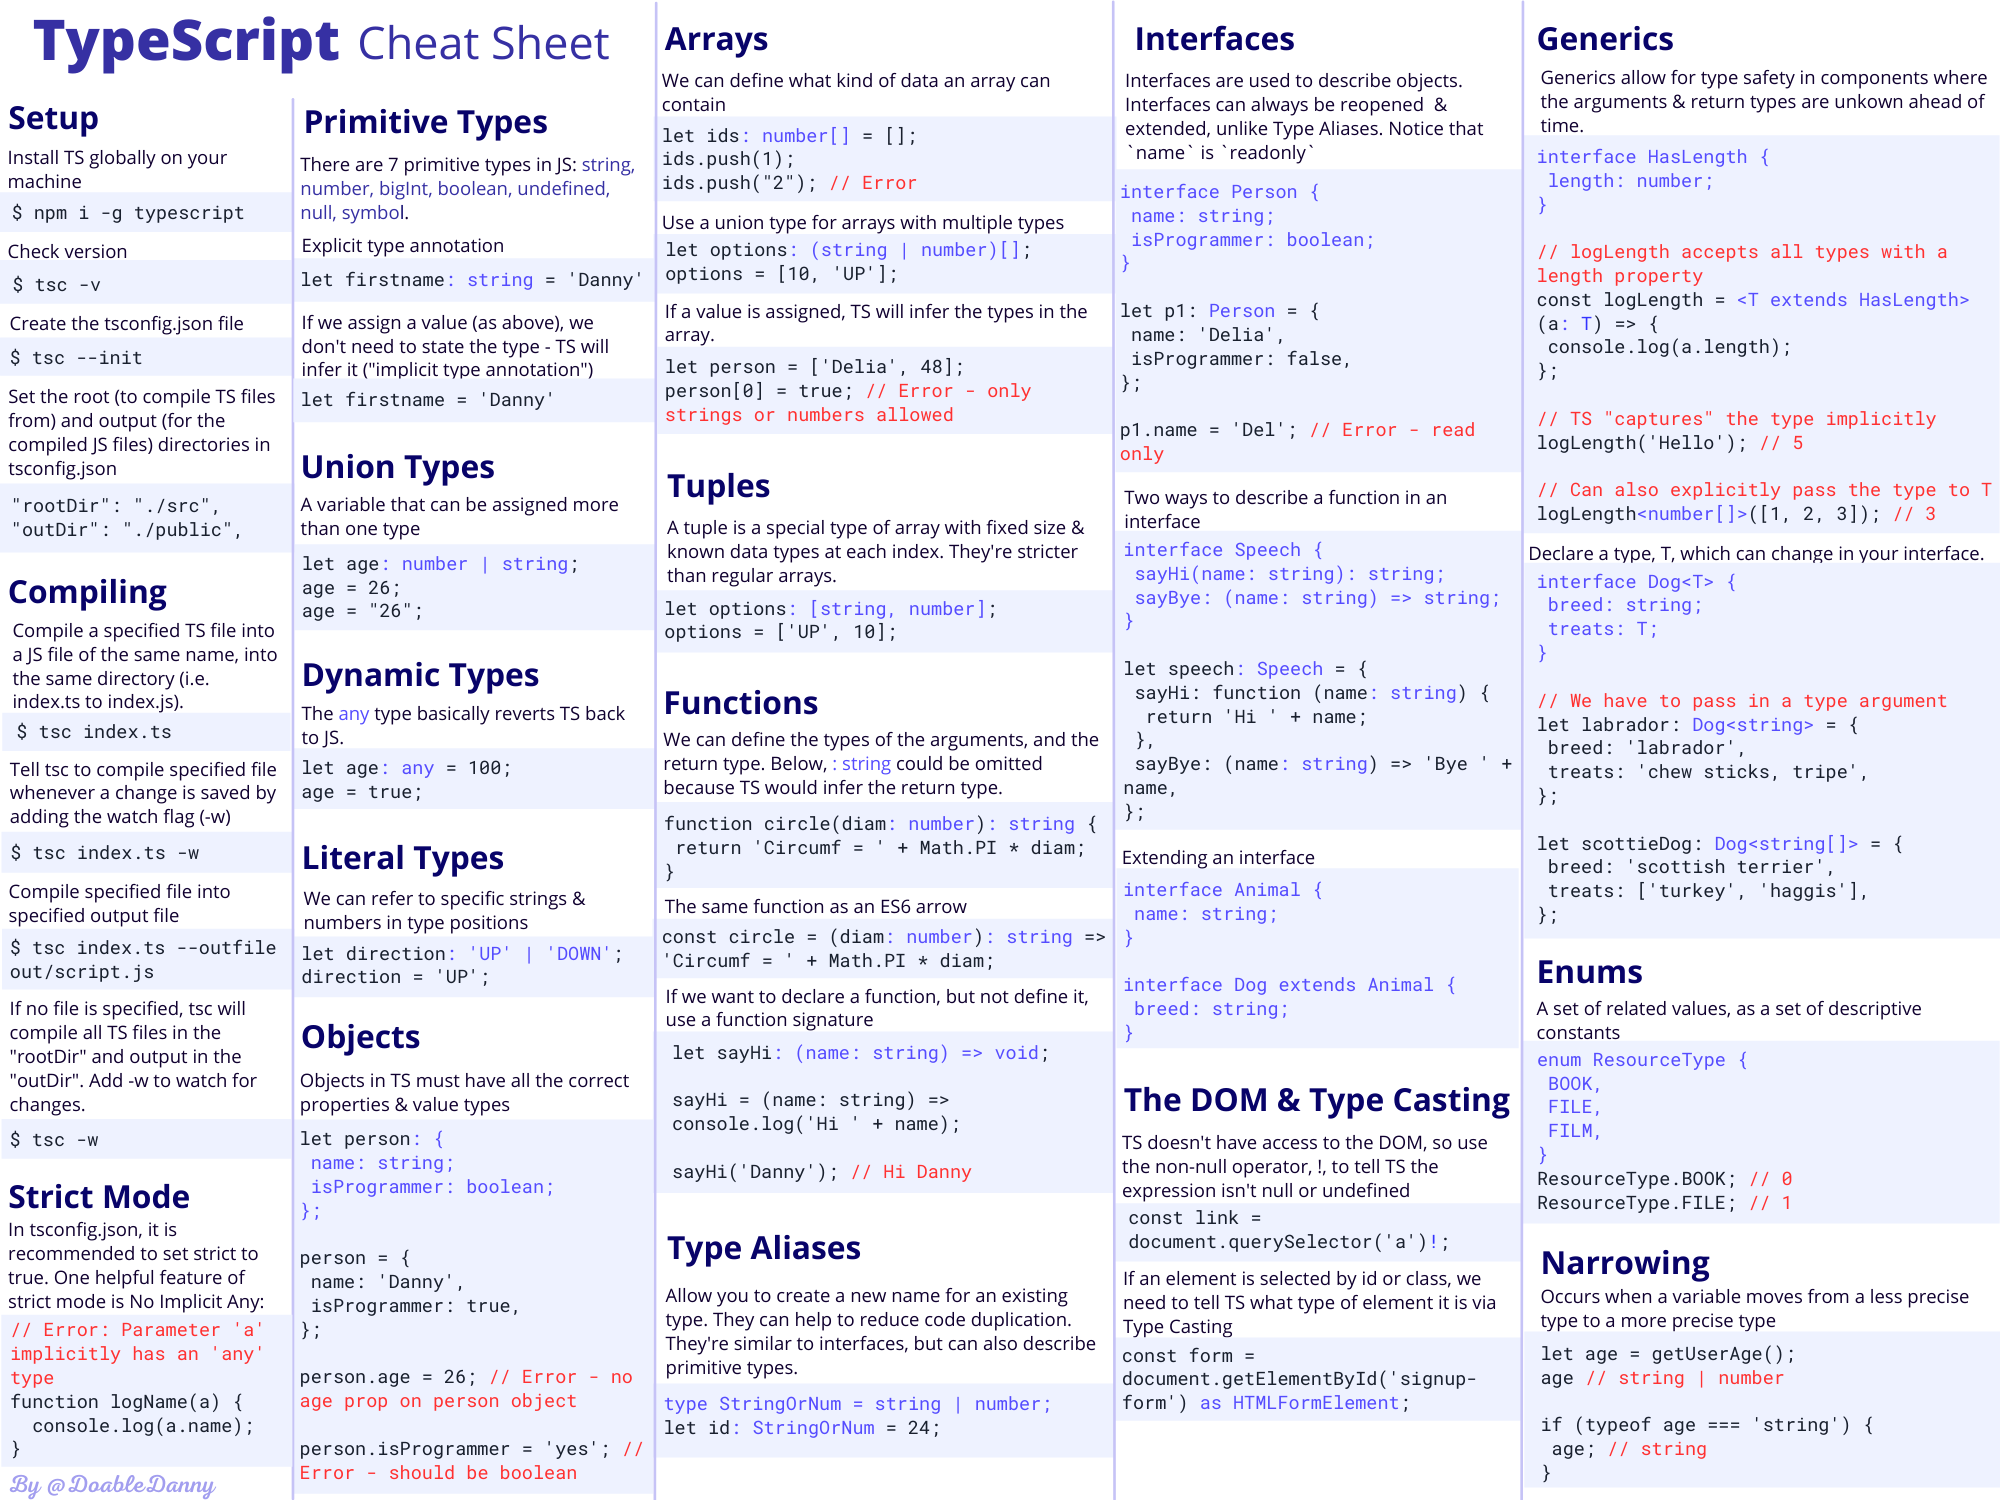 TypeScript Cheat Sheet
Setup
Install TS globally on your
machine
$ npm i -g typescript
Check version
$ tsc -v
Create the tsconfig.json file
$ tsc --init
Set the root (to compile TS files
from) and output (for the
compiled JS files) directories in
tsconfig.json
"rootDir": "./src",
"outDir": "./public",
Compiling
Compile a specified TS file into
a JS file of the same name, into
the same directory (i.e.
index.ts to index.js).
$ tsc index.ts
Tell tsc to compile specified file
whenever a change is saved by
adding the watch flag (-w)
$ tsc index.ts -w
Compile specified file into
specified output file
$ tsc index.ts --outfile
out/script.js
If no file is specified, tsc will
compile all TS files in the
"rootDir" and output in the
"outDir". Add -w to watch for
changes.
$ tsc -w
Strict Mode
In tsconfig.json, it is
recommended to set strict to
true. One helpful feature of
strict mode is No Implicit Any:
// Error: Parameter 'a'
implicitly has an 'any'
type
function logName(a) {
  console.log(a.name);
}
By @DoableDanny
Primitive Types
There are 7 primitive types in JS: string,
number, bigInt, boolean, undefined,
null, symbol.
Explicit type annotation
let firstname: string = 'Danny'
If we assign a value (as above), we
don't need to state the type - TS will
infer it ("implicit type annotation")
let firstname = 'Danny'
Union Types
A variable that can be assigned more
than one type
let age: number | string;
age = 26;
age = "26";
Dynamic Types
The any type basically reverts TS back
to JS.
let age: any = 100;
age = true;
Literal Types
We can refer to specific strings &
numbers in type positions
let direction: 'UP' | 'DOWN';
direction = 'UP';
Objects
Objects in TS must have all the correct
properties & value types
let person: {
 name: string;
 isProgrammer: boolean;
};
person = {
 name: 'Danny',
 isProgrammer: true,
};
person.age = 26; // Error - no
age prop on person object
person.isProgrammer = 'yes'; //
Error - should be boolean
Arrays
We can define what kind of data an array can
contain
let ids: number[] = [];
ids.push(1);
ids.push("2"); // Error
Use a union type for arrays with multiple types
let options: (string | number)[];
options = [10, 'UP'];
If a value is assigned, TS will infer the types in the
array.
let person = ['Delia', 48];
person[0] = true; // Error - only
strings or numbers allowed
Tuples
A tuple is a special type of array with fixed size &
known data types at each index. They're stricter
than regular arrays.
let options: [string, number];
options = ['UP', 10];
Functions
We can define the types of the arguments, and the
return type. Below, : string could be omitted
because TS would infer the return type.
function circle(diam: number): string {
 return 'Circumf = ' + Math.PI * diam;
}
The same function as an ES6 arrow
const circle = (diam: number): string =>
'Circumf = ' + Math.PI * diam;
If we want to declare a function, but not define it,
use a function signature
let sayHi: (name: string) => void;
sayHi = (name: string) =>
console.log('Hi ' + name);
sayHi('Danny'); // Hi Danny
Type Aliases
Allow you to create a new name for an existing
type. They can help to reduce code duplication.
They're similar to interfaces, but can also describe
primitive types.
type StringOrNum = string | number;
let id: StringOrNum = 24;
Interfaces
Interfaces are used to describe objects.
Interfaces can always be reopened  &
extended, unlike Type Aliases. Notice that
`name` is `readonly`
interface Person {
 name: string;
 isProgrammer: boolean;
}
let p1: Person = {
 name: 'Delia',
 isProgrammer: false,
};
p1.name = 'Del'; // Error - read
only
Two ways to describe a function in an
interface
interface Speech {
 sayHi(name: string): string;
 sayBye: (name: string) => string;
}
let speech: Speech = {
 sayHi: function (name: string) {
  return 'Hi ' + name;
 },
 sayBye: (name: string) => 'Bye ' +
name,
};
Extending an interface
interface Animal {
 name: string;
}
interface Dog extends Animal {
 breed: string;
}
The DOM & Type Casting
TS doesn't have access to the DOM, so use
the non-null operator, !, to tell TS the
expression isn't null or undefined
const link =
document.querySelector('a')!;
If an element is selected by id or class, we
need to tell TS what type of element it is via
Type Casting
const form =
document.getElementById('signup-
form') as HTMLFormElement;
Generics
Generics allow for type safety in components where
the arguments & return types are unkown ahead of
time.
interface HasLength {
 length: number;
}
// logLength accepts all types with a
length property
const logLength = <T extends HasLength>
(a: T) => {
 console.log(a.length);
};
// TS "captures" the type implicitly
logLength('Hello'); // 5
// Can also explicitly pass the type to T
logLength<number[]>([1, 2, 3]); // 3
Declare a type, T, which can change in your interface.
interface Dog<T> {
 breed: string;
 treats: T;
}
// We have to pass in a type argument
let labrador: Dog<string> = {
 breed: 'labrador',
 treats: 'chew sticks, tripe',
};
let scottieDog: Dog<string[]> = {
 breed: 'scottish terrier',
 treats: ['turkey', 'haggis'],
};
Enums
A set of related values, as a set of descriptive
constants
enum ResourceType {
 BOOK,
 FILE,
 FILM,
}
ResourceType.BOOK; // 0
ResourceType.FILE; // 1
Narrowing
Occurs when a variable moves from a less precise
type to a more precise type
let age = getUserAge();
age // string | number
if (typeof age === 'string') {
 age; // string
}